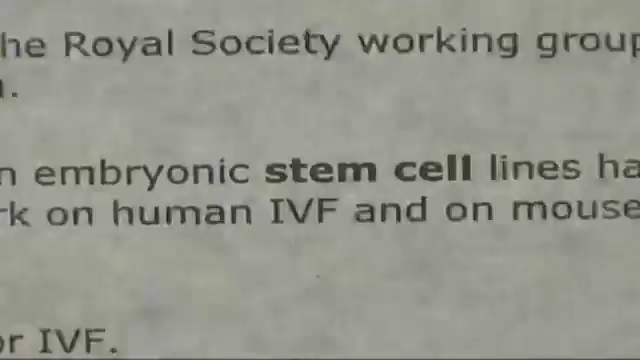 he Royal Society working group
.
n embryonic stem cell lines ha
rk on human IVF and on mouse
or IVF.